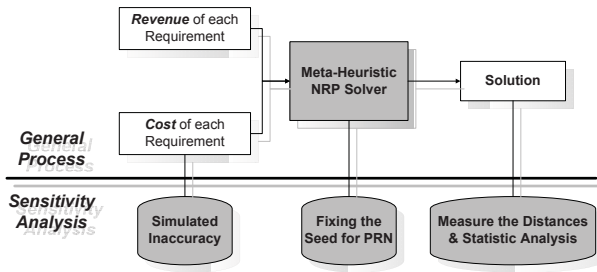 Revenue of each
Requirement
Meta-Heuristic
NRP Solver
Solution
Cost of each
Requirement
General
Process
Sensitivity
Analysis
Simulated
Inaccuracy
Fixing the
Seed for PRN
Measure the Distances
& Statistic Analysis